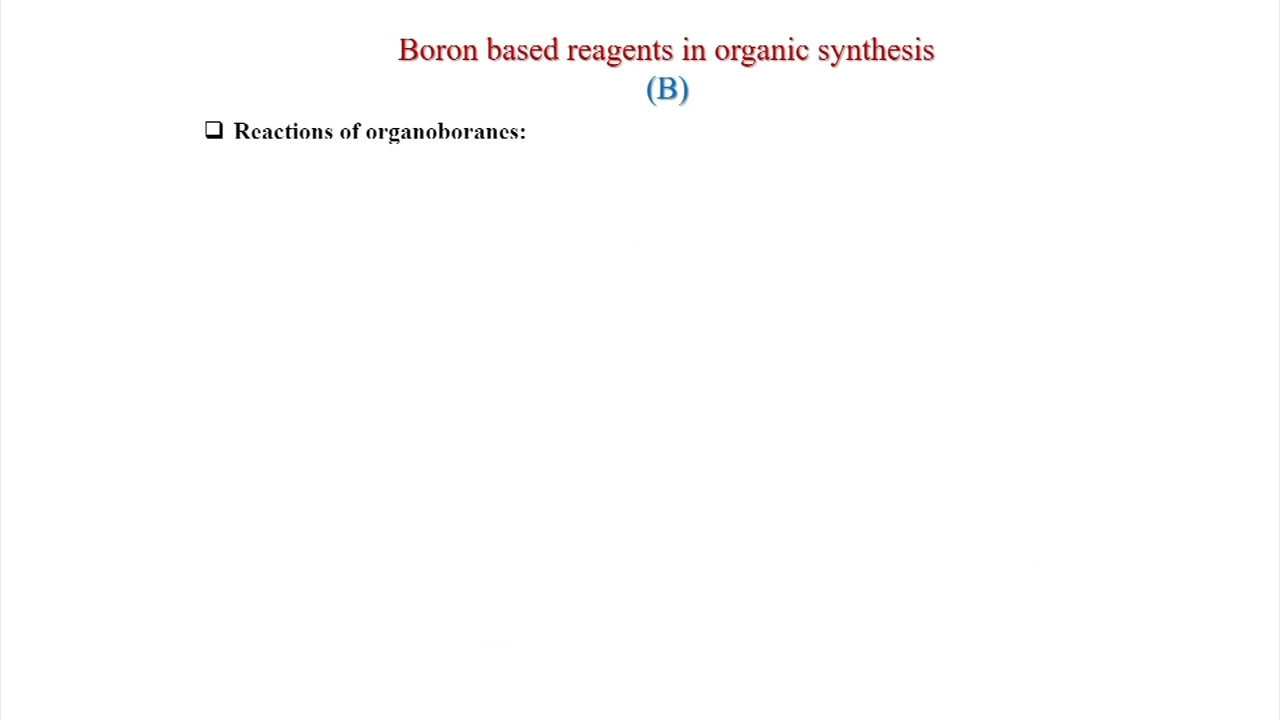 Boron based reagents in organic synthesis
(B)
❑ Reactions of organoboranes: